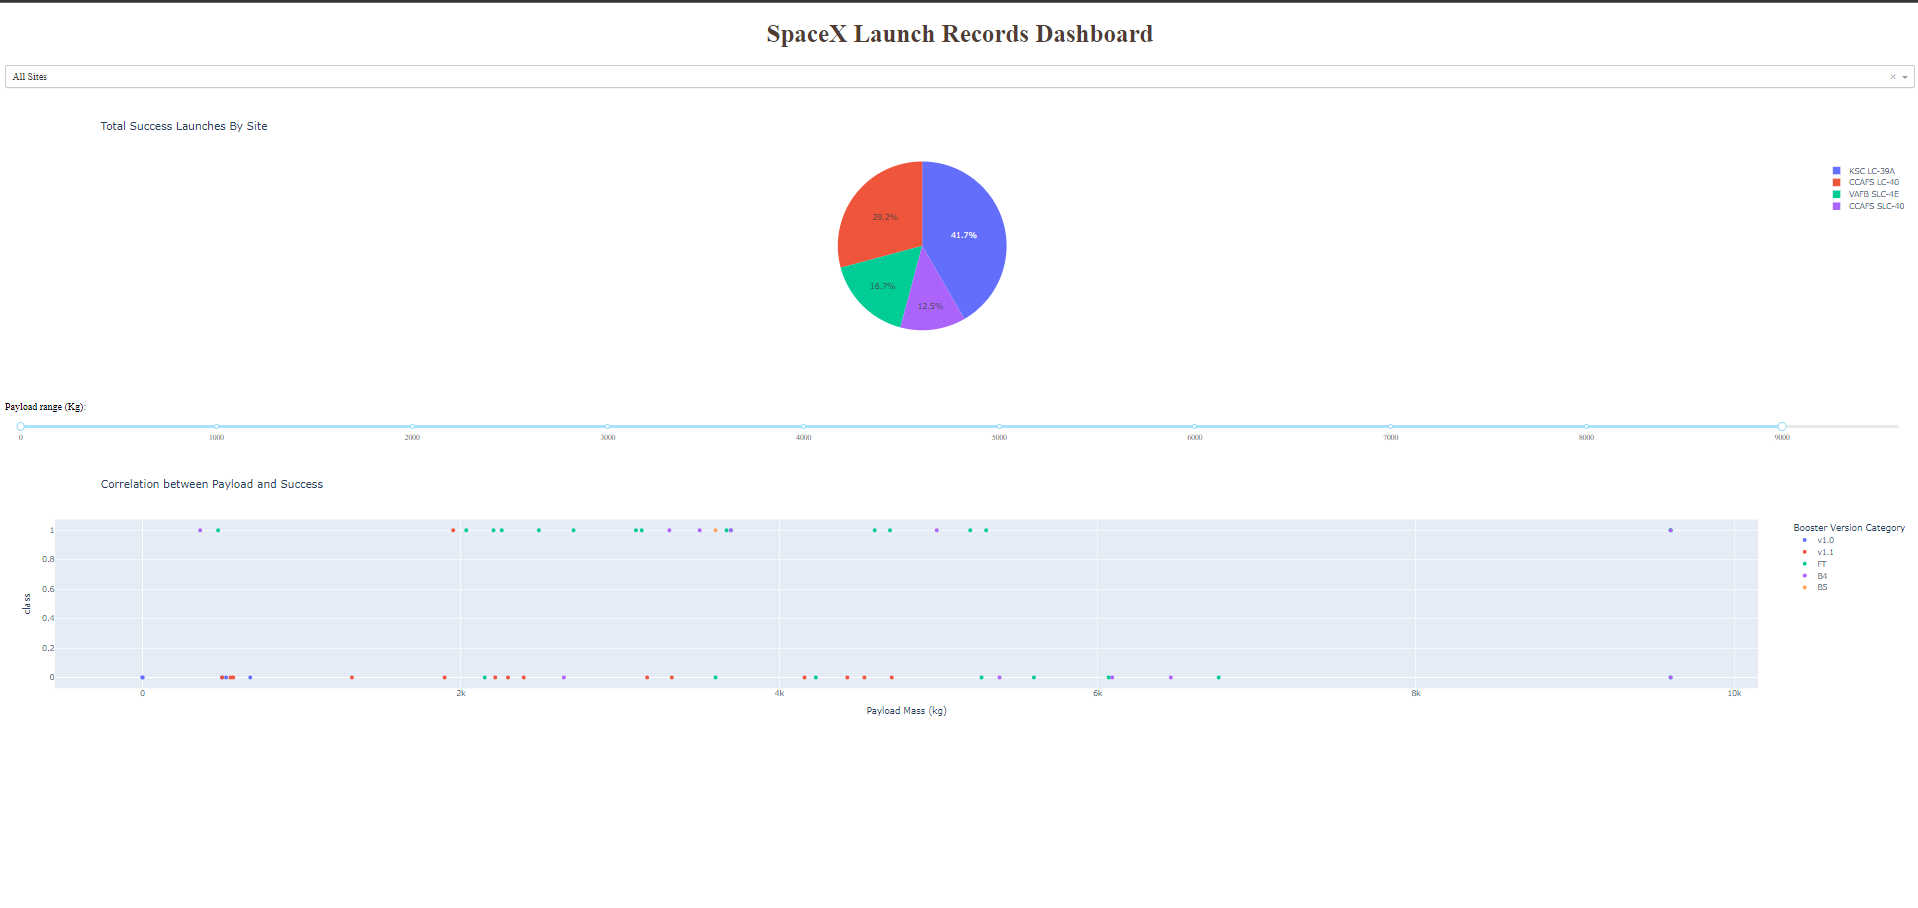 SpaceX Launch Records Dashboard
All Sites
×
Total Success Launches By Site
29.2%
41.7%
16.7%
12.5%
KSC LC-39A
CCAFS LC-40
VAFB SLC-4E
CCAFS SLC-40
Payload range (Kg):
0 1000 2000 3000 4000 5000 6000 7000 8000 9000
Correlation between Payload and Success
1
0.8
0.6
0.4
0.2
0
class
0 2k 4k 6k 8k 10k
Payload Mass (kg)
Booster Version Category
v1.0
v1.1
FT
B4
B5